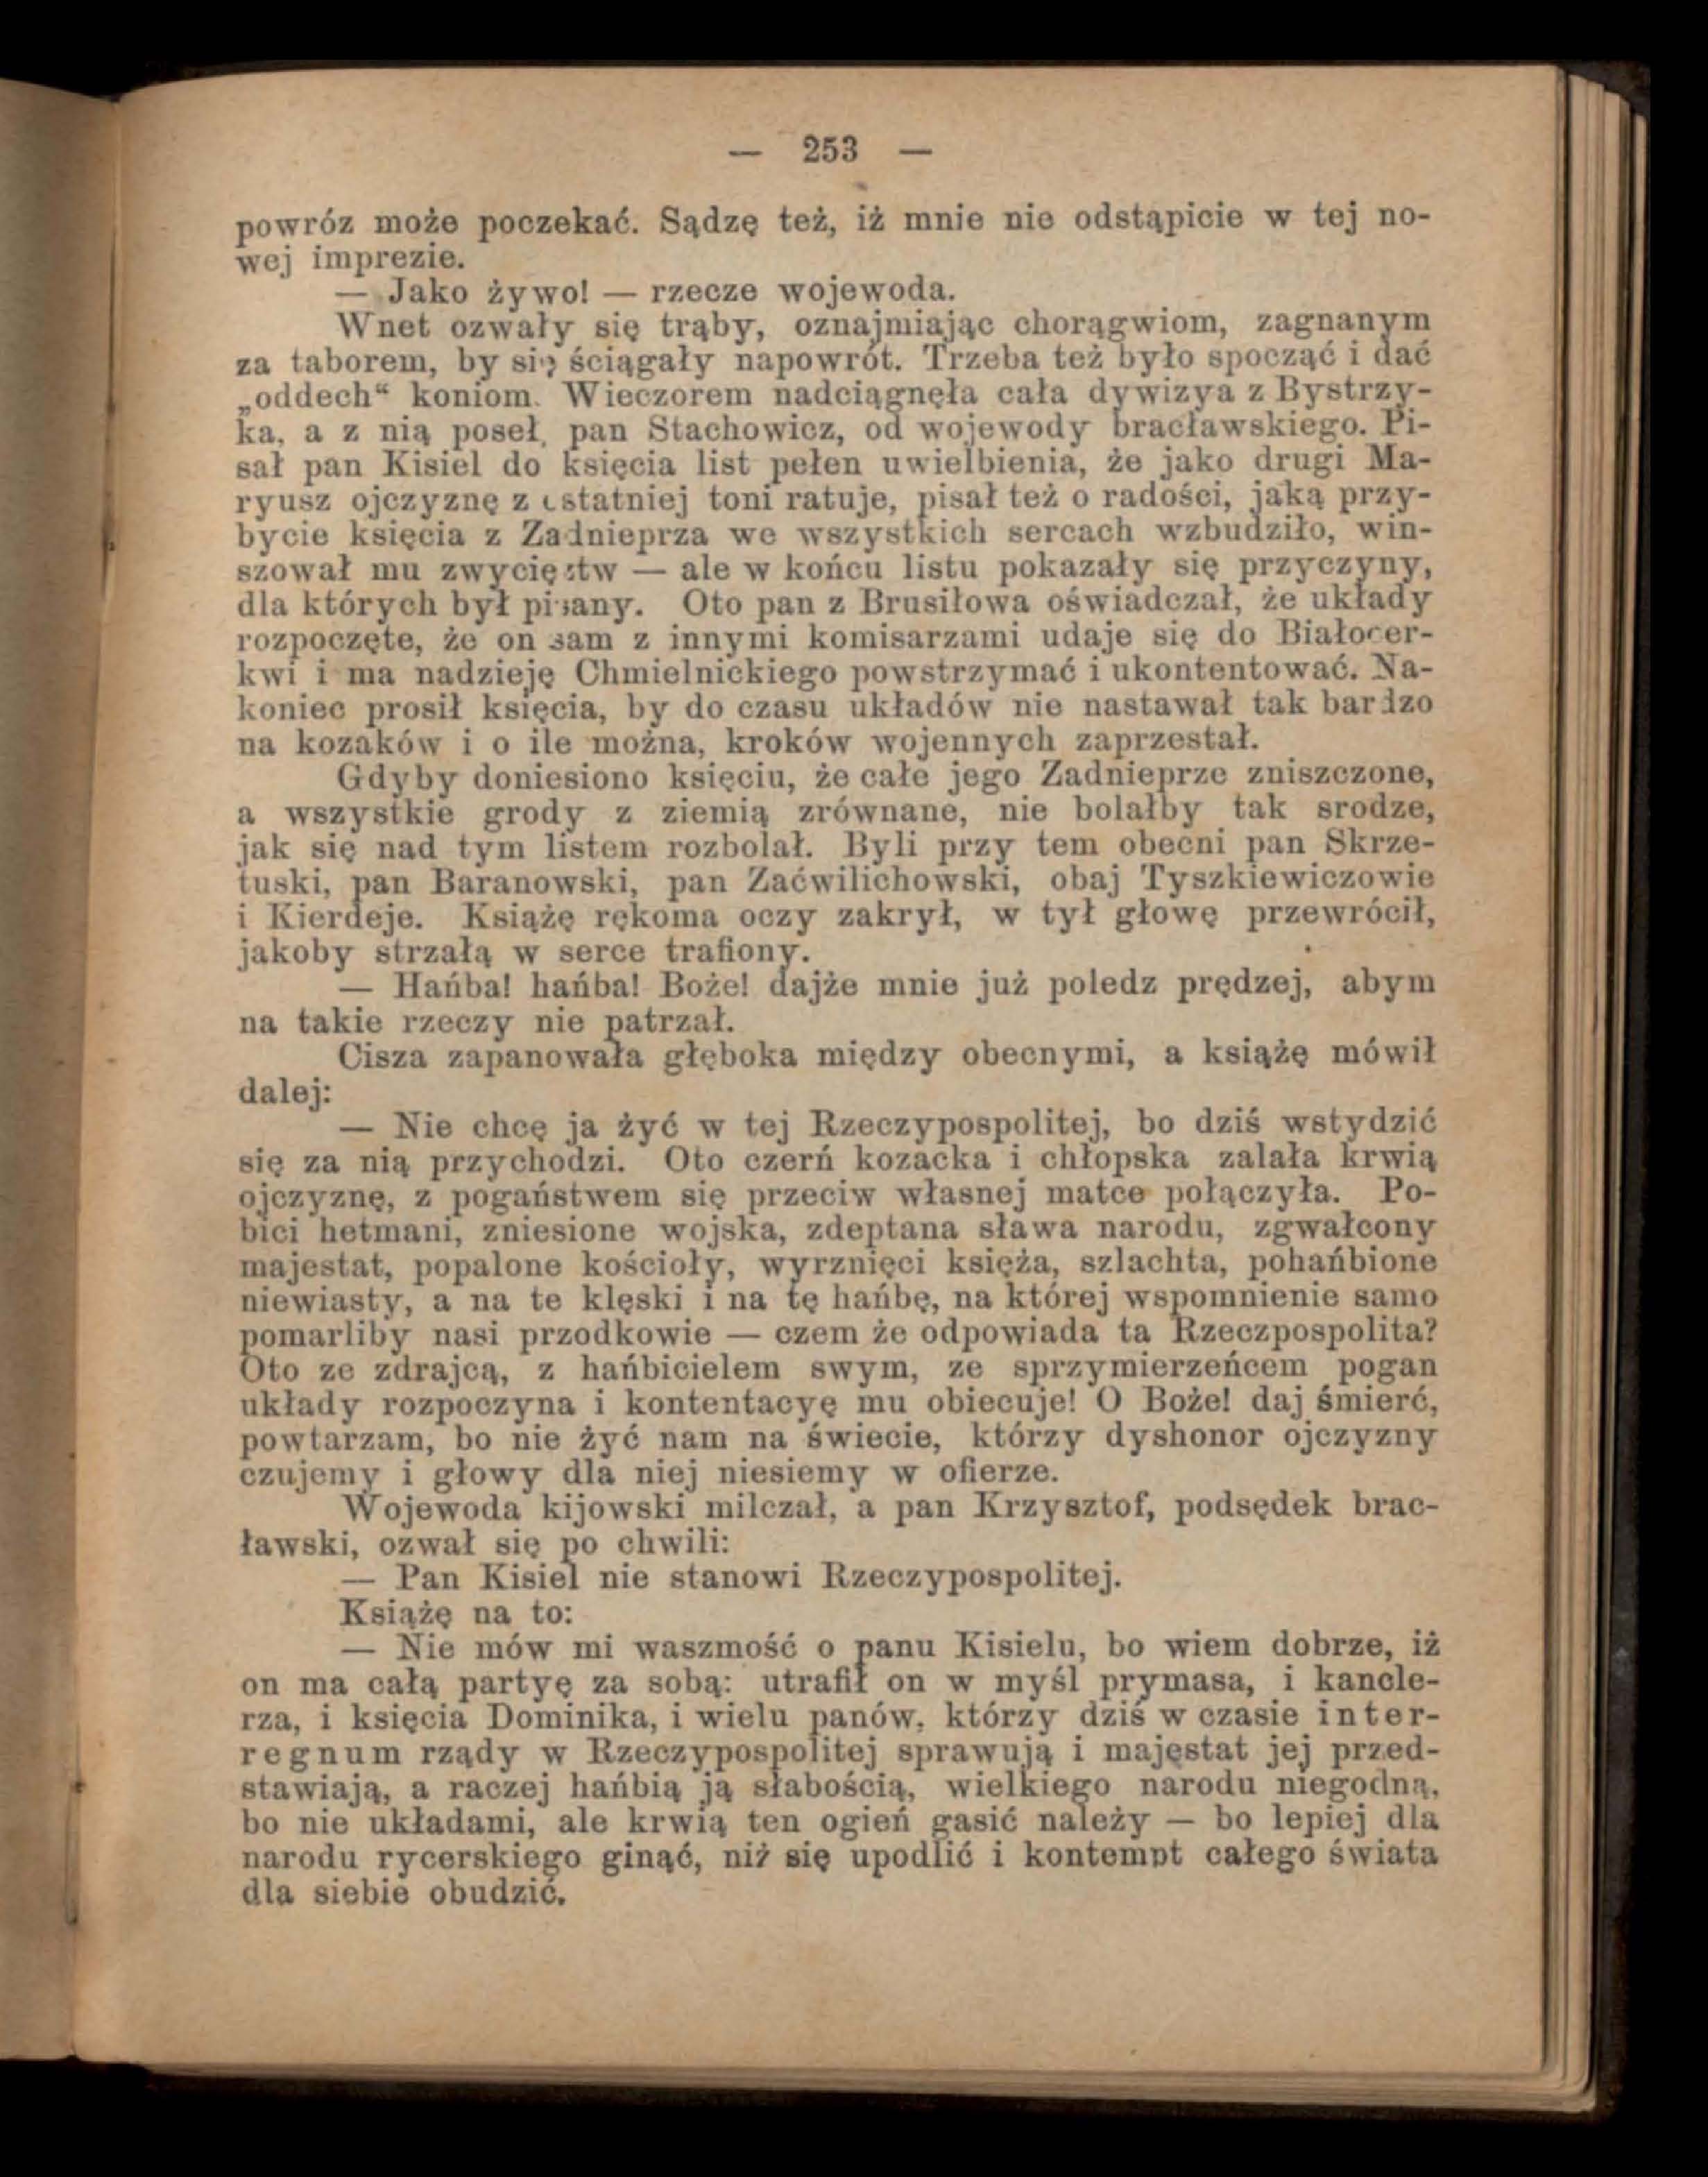 — 253 —
powróz może poczekać. Sądzę też, iż mnie nie odstąpicie w tej no-
wej imprezie.
— Jako żywo! — rzecze wojewoda.
Wnet ozwały się trąby, oznajmiając chorągwiom, zagnanym
za taborem, by się ściągały napowrót. Trzeba też było spocząć i dać
„oddech“ koniom. Wieczorem nadciągnęła cała dywizya z Bystrzy-
ka, a z nią poseł, pan Stachowicz, od wojewody bracławskiego. Pi-
sał pan Kisiel do księcia list pełen uwielbienia, że jako drugi Ma-
ryusz ojczyznę z ostatniej toni ratuje, pisał też o radości, jaką przy-
bycie księcia z Zadnieprza we wszystkich sercach wzbudziło, win-
szował mu zwycięstw — ale w końcu listu pokazały się przyczyny,
dla których był pisany. Oto pan z Brusiłowa oświadczał, że układy
rozpoczęte, że on sam z innymi komisarzami udaje się do Białocer-
kwi i ma nadzieję Chmielnickiego powstrzymać i ukontentować. Na-
koniec prosił księcia, by do czasu układów nie nastawał tak bardzo
na kozaków i o ile można, kroków wojennych zaprzestał.
Gdyby doniesiono księciu, że całe jego Zadnieprze zniszczone,
a wszystkie grody z ziemią zrównane, nie bolałby tak srodze,
jak się nad tym listem rozbolał. Byli przy tem obecni pan Skrze-
tuski, pan Baranowski, pan Zaćwilichowski, obaj Tyszkiewiczowie
i Kierdeje. Książę rękoma oczy zakrył, w tył głowę przewrócił,
jakoby strzałą w serce trafiony.
— Hańba! hańba! Boże! dajże mnie już poledz prędzej, abym
na takie rzeczy nie patrzał.
Cisza zapanowała głęboka między obecnymi, a książę mówił
dalej:
— Nie chcę ja żyć w tej Rzeczypospolitej, bo dziś wstydzić
się za nią przychodzi. Oto czerń kozacka i chłopska zalała krwią
ojczyznę, z pogaństwem się przeciw własnej matce połączyła. Po-
bici hetmani, zniesione wojska, zdeptana sława narodu, zgwałcony
majestat, popalone kościoły, wyrznięci księża, szlachta, pohańbione
niewiasty, a na te klęski i na tę hańbę, na której wspomnienie samo
pomarliby nasi przodkowie — czem że odpowiada ta Rzeczpospolita?
Oto ze zdrajcą, z hańbicielem swym, ze sprzymierzeńcem pogan
układy rozpoczyna i kontentacyę mu obiecuje! O Boże! daj śmierć,
powtarzam, bo nie żyć nam na świecie, którzy dyshonor ojczyzny
czujemy i głowy dla niej niesiemy w ofierze.
Wojewoda kijowski milczał, a pan Krzysztof, podsędek brac-
ławski, ozwał się po chwili:
— Pan Kisiel nie stanowi Rzeczypospolitej.
Książę na to:
— Nie mów mi waszmość o panu Kisielu, bo wiem dobrze, iż
on ma całą partyę za sobą: utrafił on w myśl prymasa, i kancle-
rza, i księcia Dominika, i wielu panów, którzy dziś w czasie inter-
regnum rządy w Rzeczypospolitej sprawują i majęstat jej przed-
stawiają, a raczej hańbią ją słabością, wielkiego narodu niegodną,
bo nie układami, ale krwią ten ogień gasić należy — bo lepiej dla
narodu rycerskiego ginąć, niż się upodlić i kontempt całego świata
dla siebie obudzić.